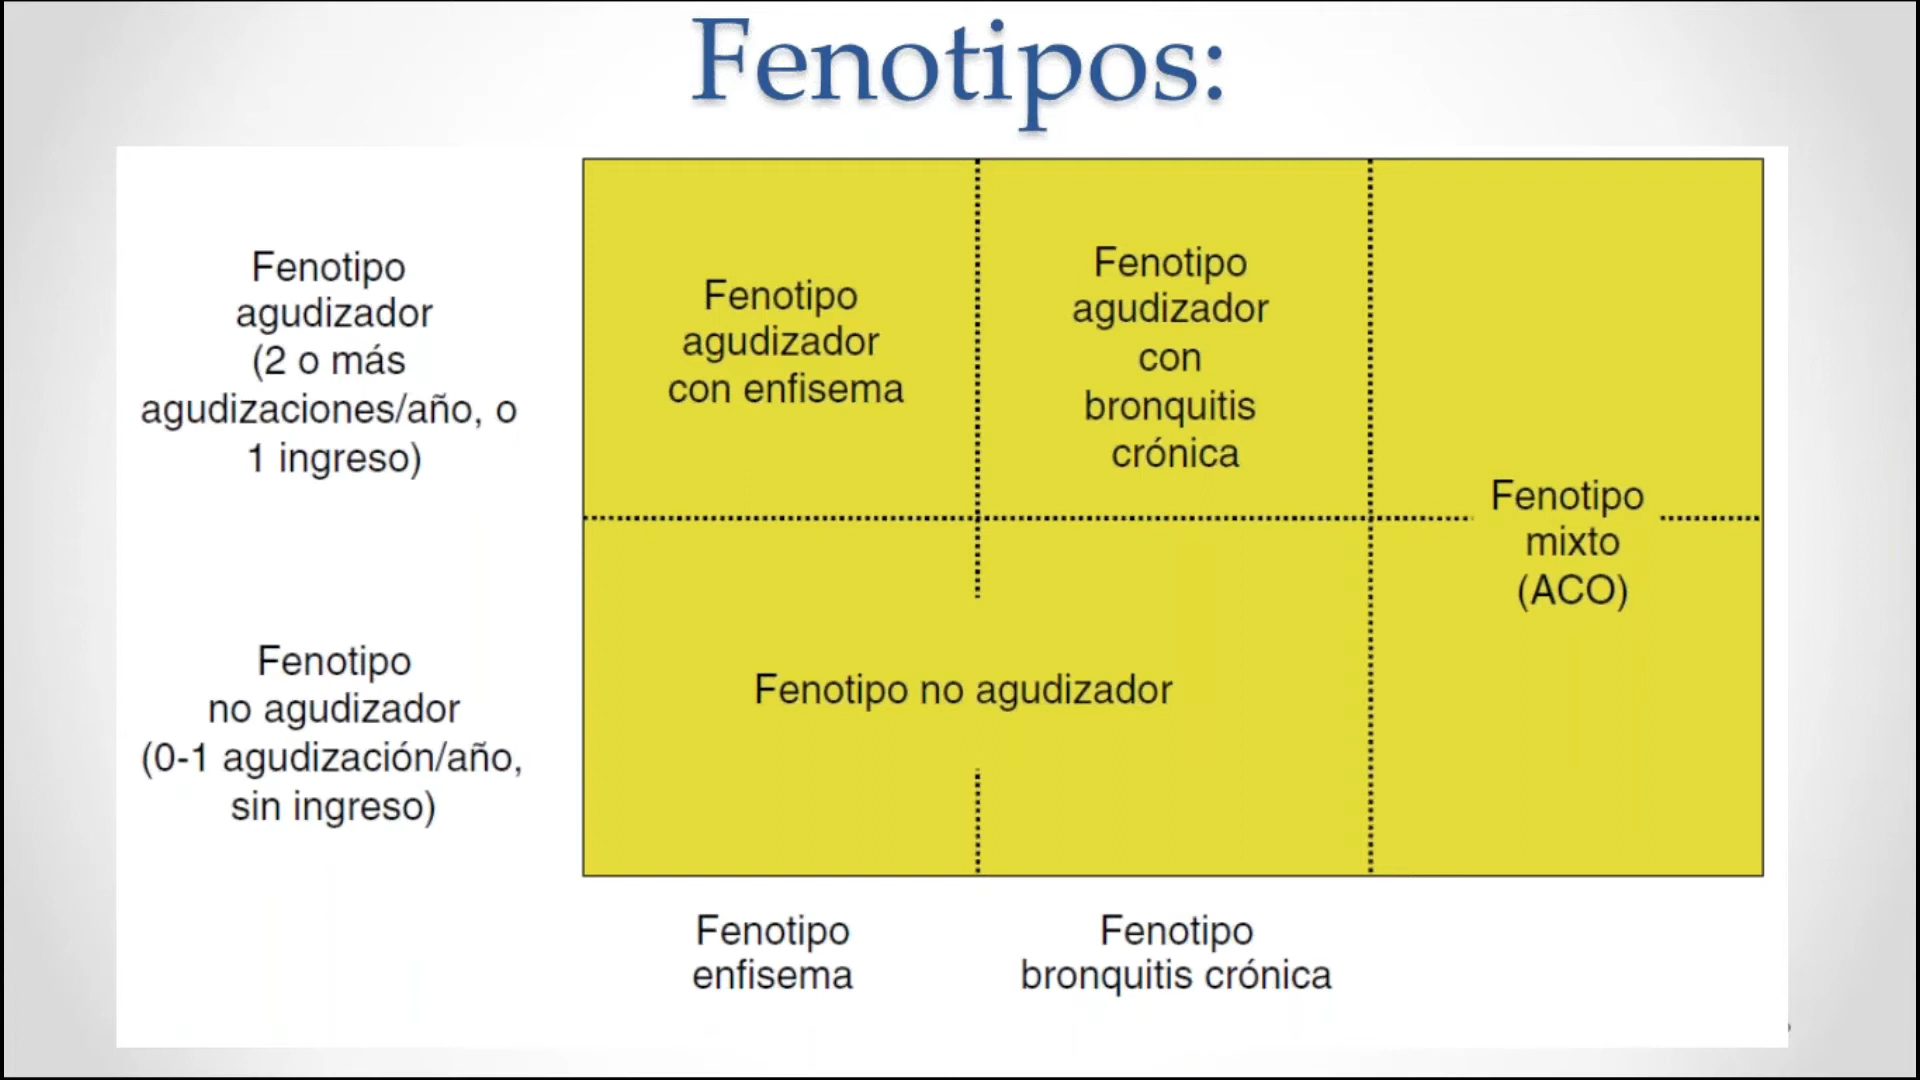 Fenotipos:
Fenotipo
agudizador
(2 o más
agudizaciones/año, o
1 ingreso)
Fenotipo
agudizador
con enfisema
Fenotipo
agudizador
con
bronquitis
crónica
Fenotipo
mixto
(ACO)
Fenotipo
no agudizador
(0-1 agudización/año,
sin ingreso)
Fenotipo no agudizador
Fenotipo
enfisema
Fenotipo
bronquitis crónica